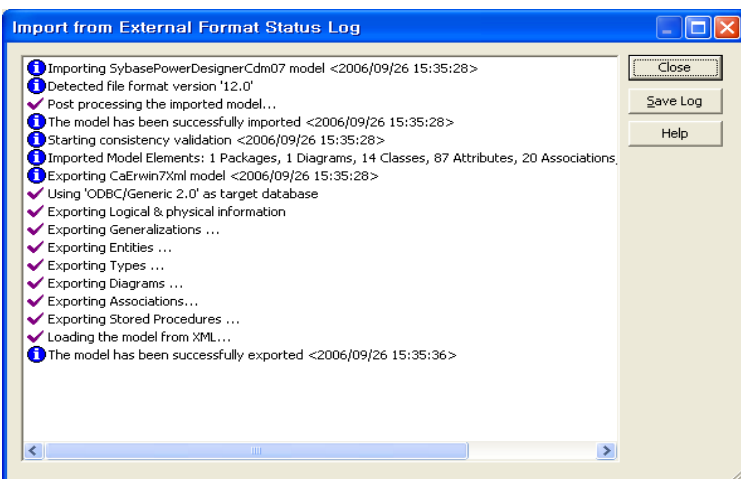 Import from External Format Status Log
Importing SybasePowerDesignerCdm07 model <2006/09/26 15:35:28>
Detected file format version '12.0'
Post processing the imported model...
The model has been successfully imported <2006/09/26 15:35:28>
Starting consistency validation <2006/09/26 15:35:28>
Imported Model Elements: 1 Packages, 1 Diagrams, 14 Classes, 87 Attributes, 20 Associations,
Exporting CaErwin7Xml model <2006/09/26 15:35:28>
Using 'ODBC/Generic 2.0' as target database
Exporting Logical & physical information
Exporting Generalizations ...
Exporting Entities ...
Exporting Types ...
Exporting Diagrams ...
Exporting Associations...
Exporting Stored Procedures ...
Loading the model from XML...
The model has been successfully exported <2006/09/26 15:35:36>
Close
Save Log
Help